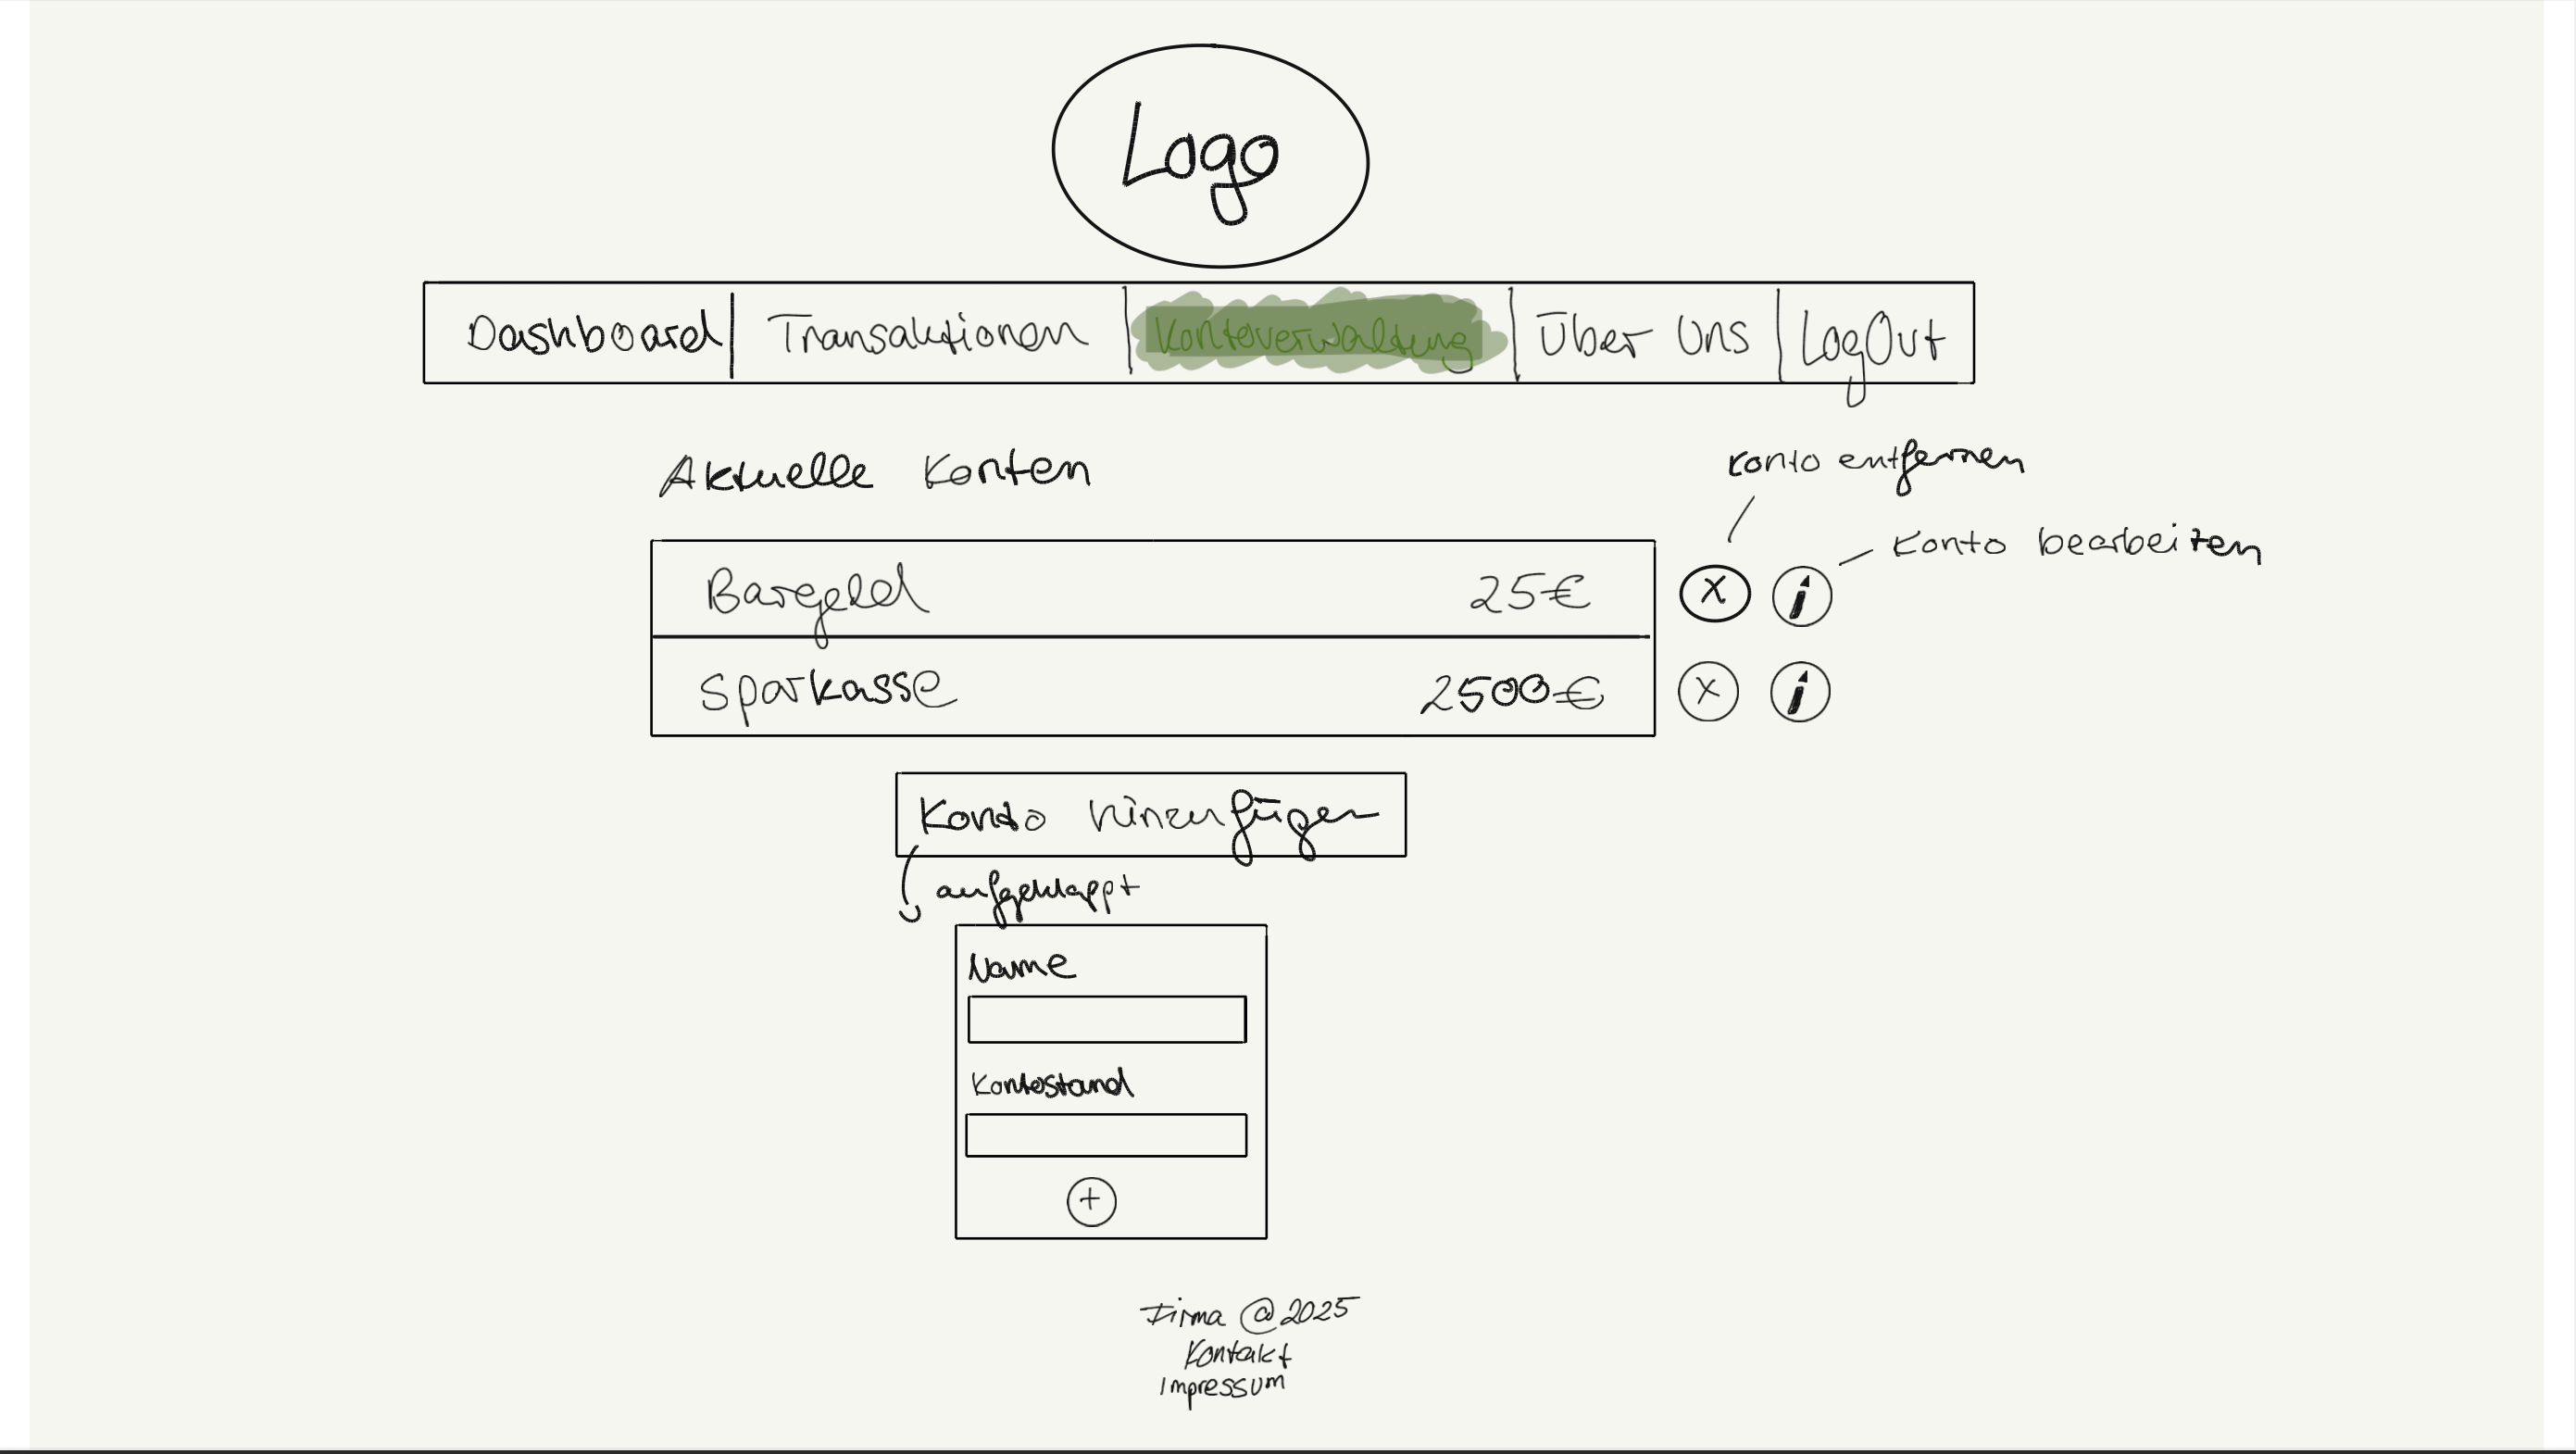 Logo
Dashboard Transaktionen Kontoverwaltung Über Uns LogOut
Aktuelle Konten
Konto entfernen
Konto bearbeiten
Bargeld 25€ x
Sparkasse 2500€ x
Konto hinzufügen
aufgeklappt
Name
Kontostand
+
Firma @2025
Kontakt
Impressum